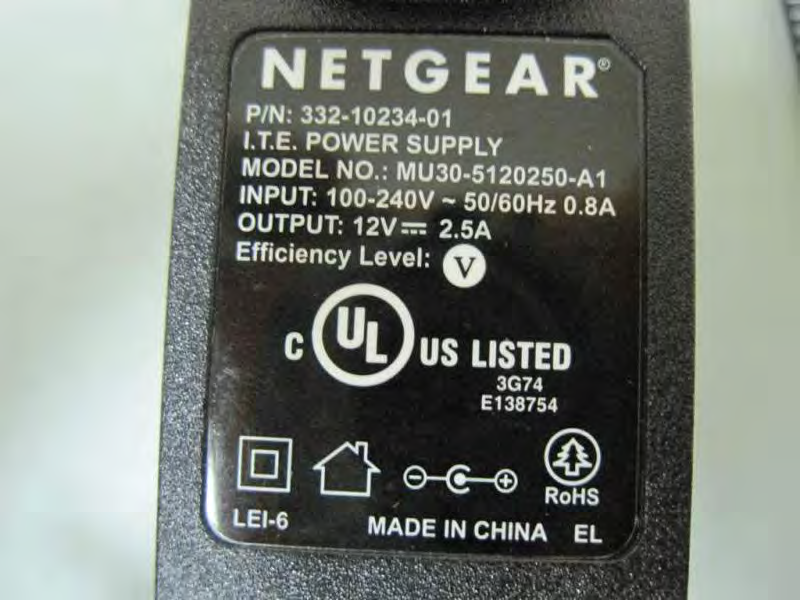 NETGEAR®
P/N: 332-10234-01
I.T.E. POWER SUPPLY
MODEL NO.: MU30-5120250-A1
INPUT: 100-240V ~ 50/60Hz 0.8A
OUTPUT: 12V⎓ 2.5A
Efficiency Level: V
C UL US LISTED
3G74
E138754
RoHS
LEI-6 MADE IN CHINA EL